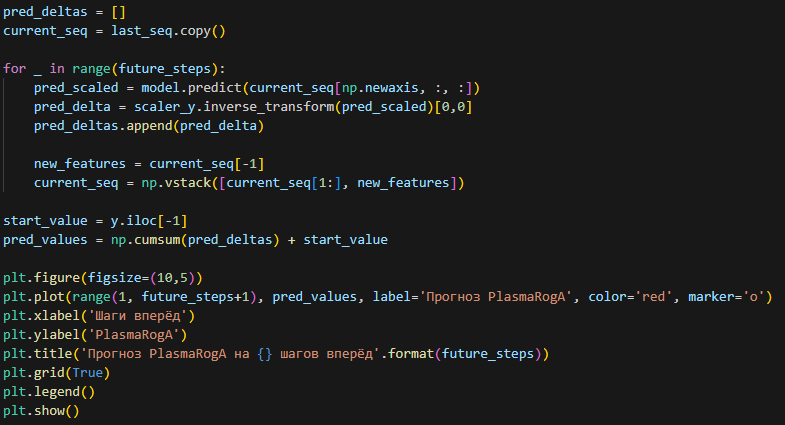 pred_deltas = []
current_seq = last_seq.copy()
for _ in range(future_steps):
    pred_scaled = model.predict(current_seq[np.newaxis, :, :])
    pred_delta = scaler_y.inverse_transform(pred_scaled)[0,0]
    pred_deltas.append(pred_delta)
    new_features = current_seq[-1]
    current_seq = np.vstack([current_seq[1:], new_features])
start_value = y.iloc[-1]
pred_values = np.cumsum(pred_deltas) + start_value
plt.figure(figsize=(10,5))
plt.plot(range(1, future_steps+1), pred_values, label='Прогноз PlasmaRogA', color='red', marker='o')
plt.xlabel('Шаги вперёд')
plt.ylabel('PlasmaRogA')
plt.title('Прогноз PlasmaRogA на {} шагов вперёд'.format(future_steps))
plt.grid(True)
plt.legend()
plt.show()